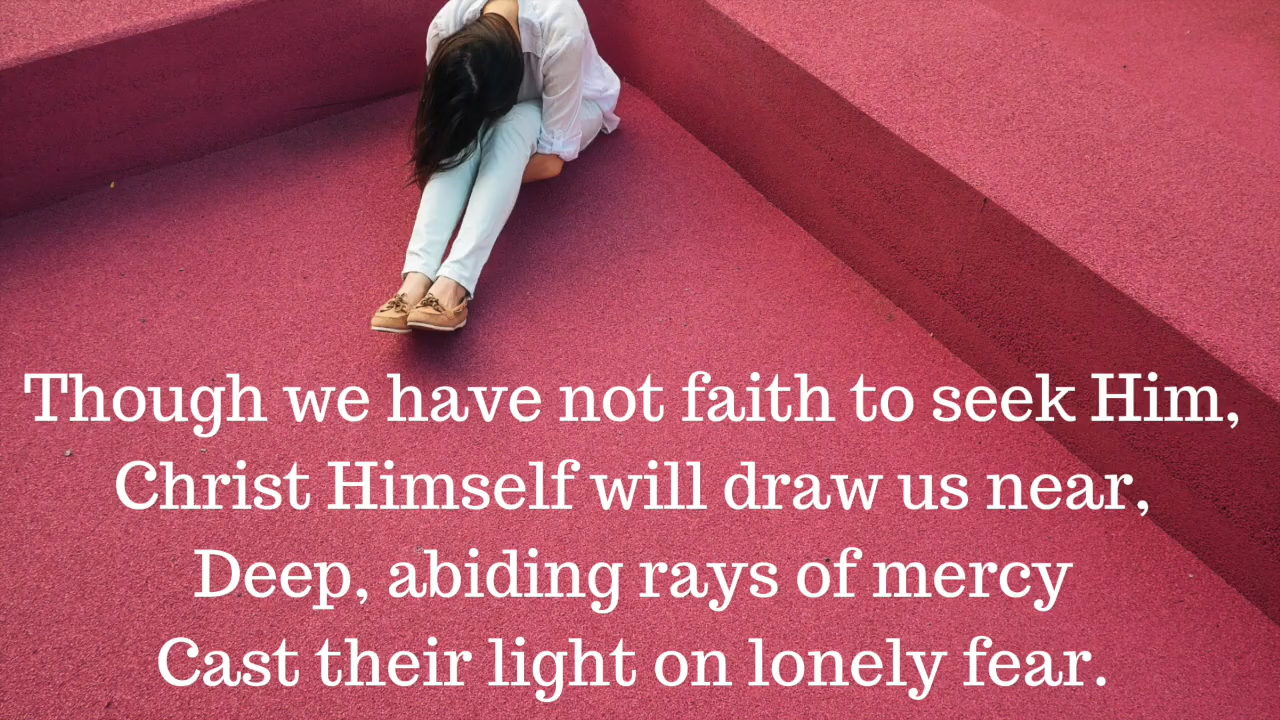 Though we have not faith to seek Him,
Christ Himself will draw us near,
Deep, abiding rays of mercy
Cast their light on lonely fear.